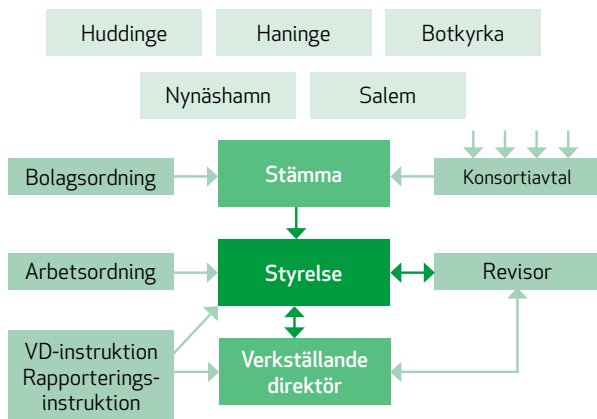 Huddinge
Haninge
Botkyrka
Nynäshamn
Salem
Bolagsordning
Stämma
Konsortiavtal
Arbetsordning
Styrelse
Revisor
VD-instruktion
Rapporterings-
instruktion
Verkställande
direktör